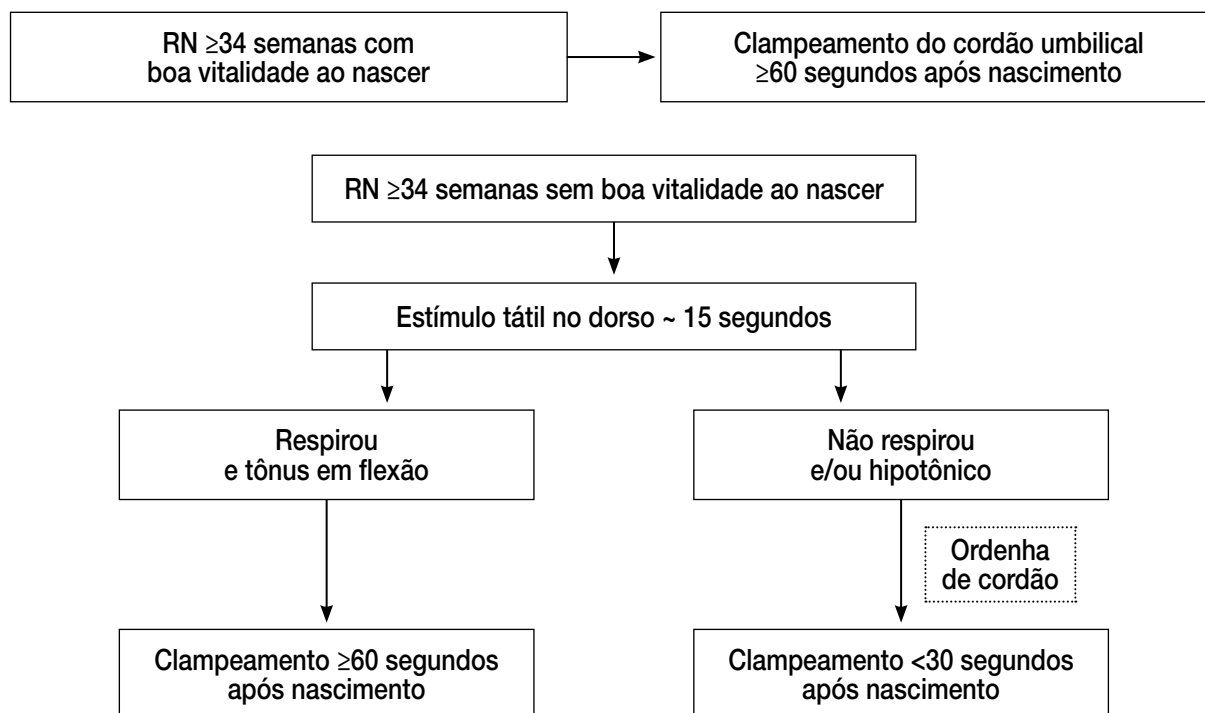 RN ≥34 semanas com
boa vitalidade ao nascer
Clampeamento do cordão umbilical
≥60 segundos após nascimento
RN ≥34 semanas sem boa vitalidade ao nascer
Estímulo tátil no dorso ~ 15 segundos
Respirou
e tônus em flexão
Não respirou
e/ou hipotônico
Ordenha
de cordão
Clampeamento ≥60 segundos
após nascimento
Clampeamento <30 segundos
após nascimento